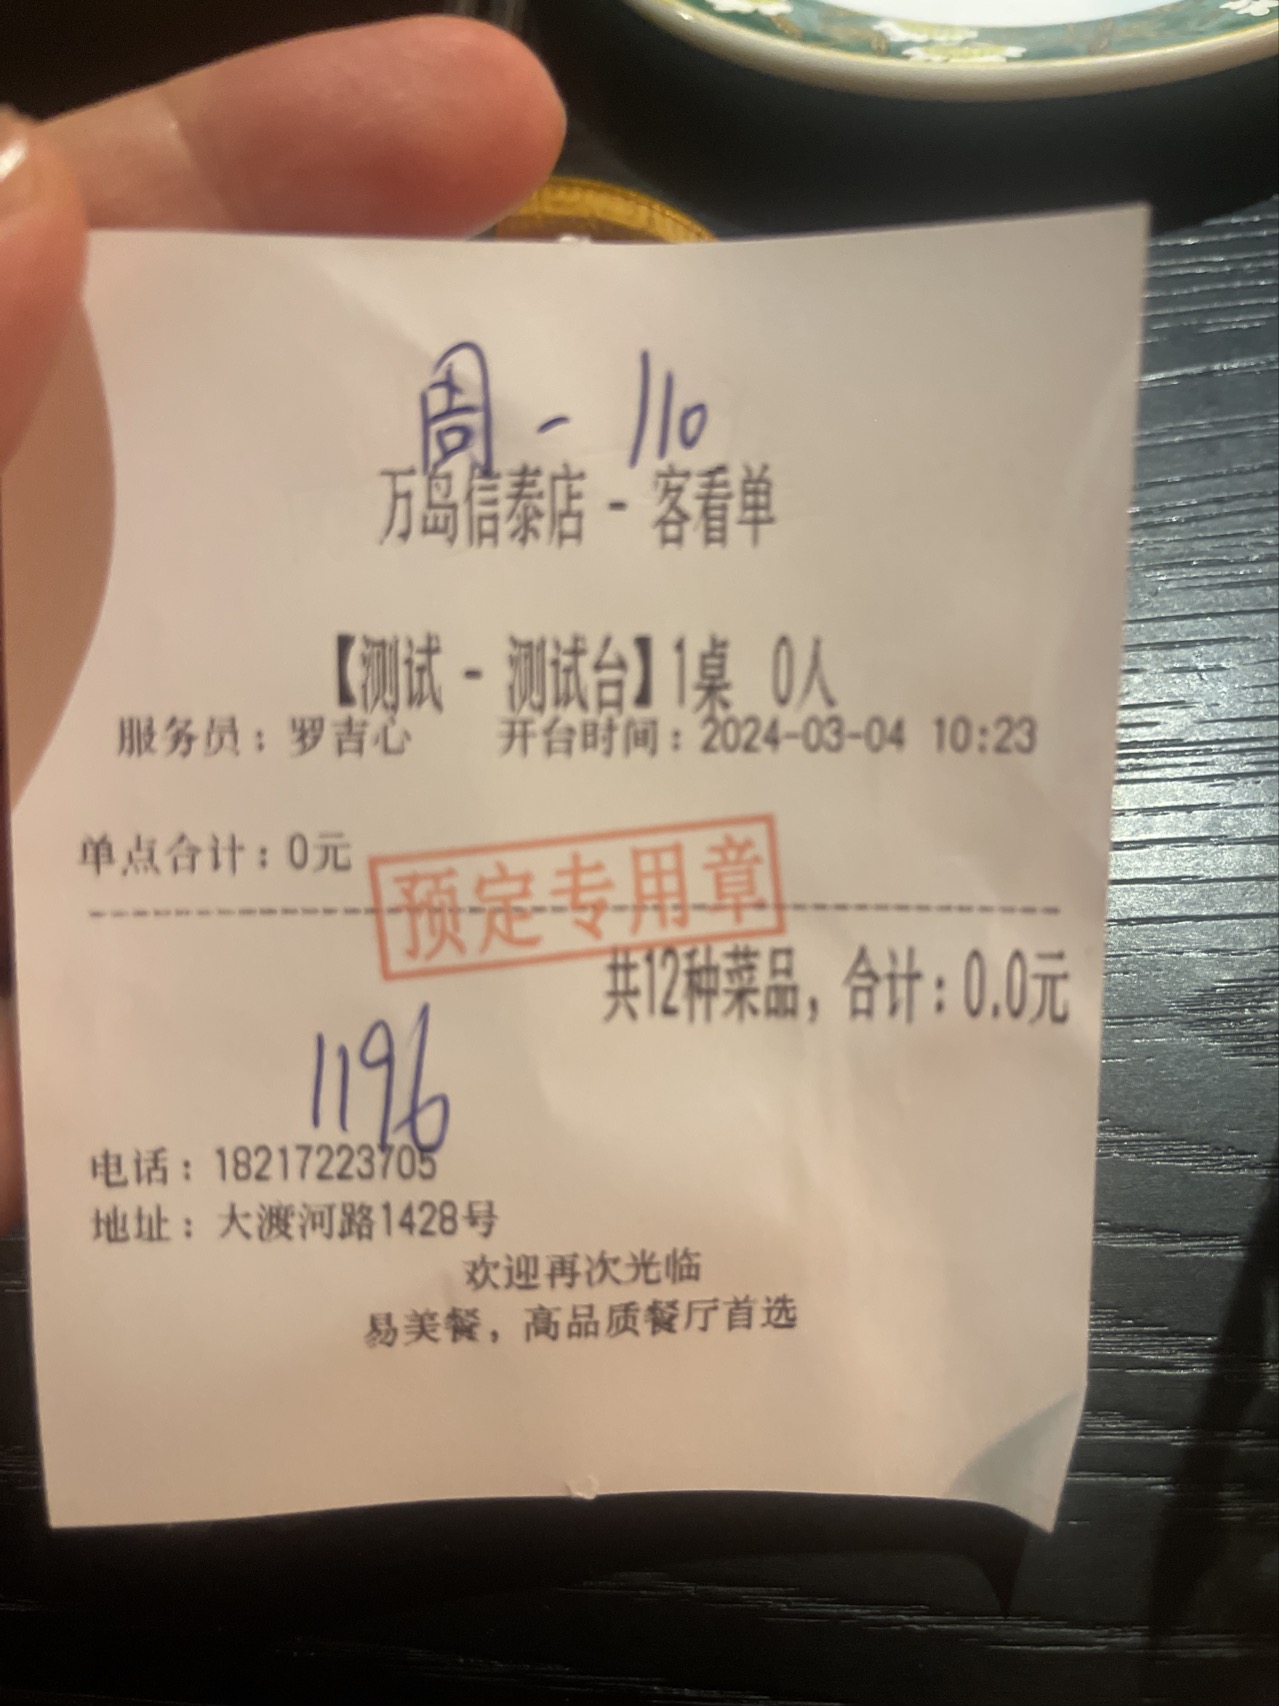 周一 110
万岛信泰店 - 客看单
【测试 - 测试台】1桌 0人
服务员：罗吉心 开台时间：2024-03-04 10:23
单点合计：0元
预定专用章
共12种菜品，合计：0.0元
1196
电话：18217223705
地址：大渡河路1428号
欢迎再次光临
易美餐，高品质餐厅首选